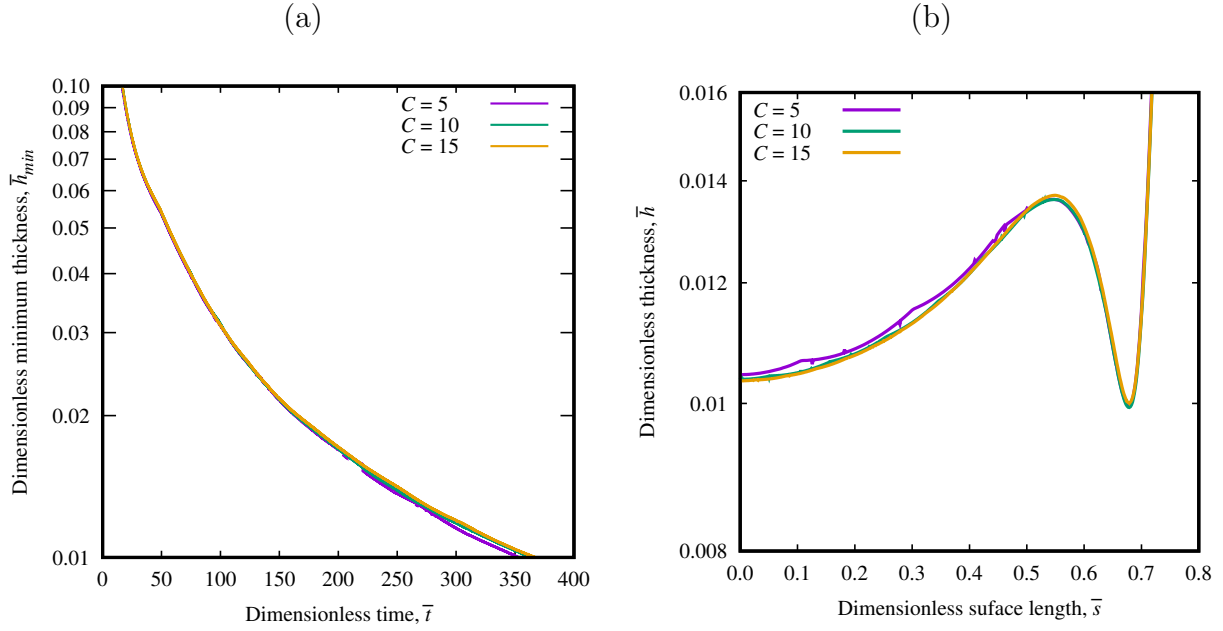 (a)
0.10
0.09
0.08
0.07
0.06
0.05
0.04
0.03
0.02
0.01
0 50 100 150 200 250 300 350 400
Dimensionless minimum thickness, h̅min
Dimensionless time, t̅
C = 5
C = 10
C = 15
(b)
0.016
0.014
0.012
0.01
0.008
0.0 0.1 0.2 0.3 0.4 0.5 0.6 0.7 0.8
Dimensionless thickness, h̅
Dimensionless suface length, s̅
C = 5
C = 10
C = 15